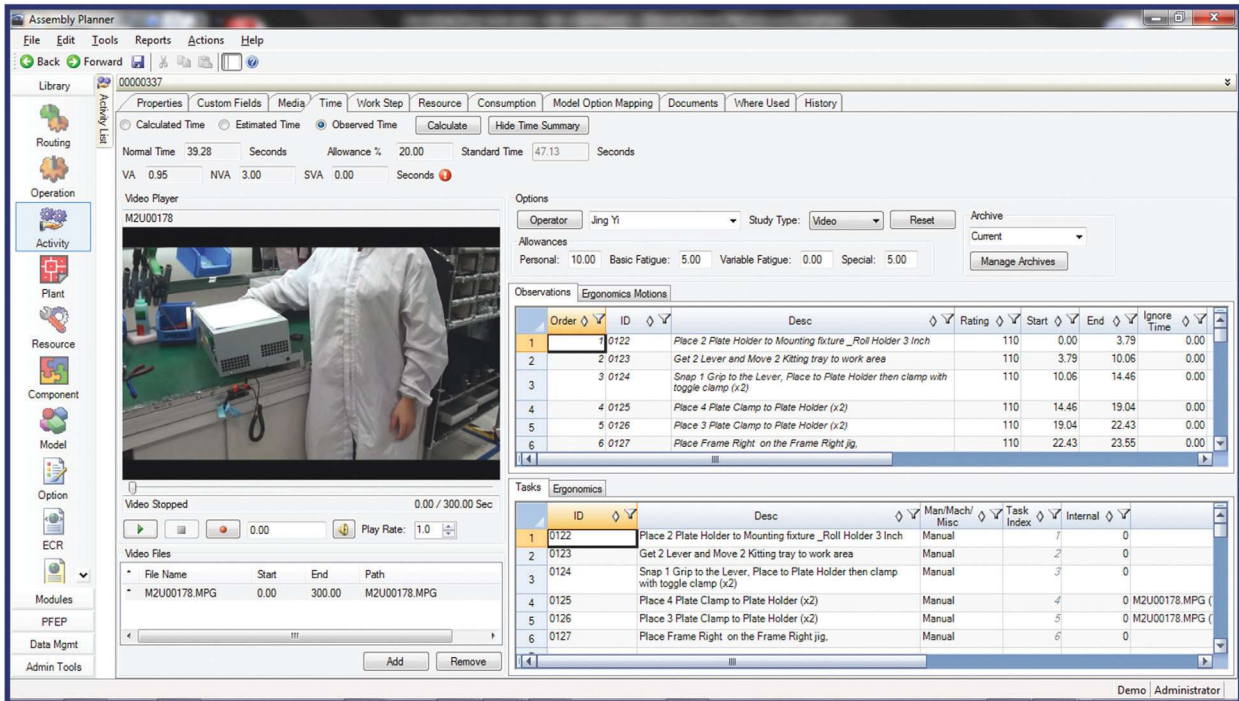 Assembly Planner
File Edit Tools Reports Actions Help
Back Forward
Library
Routing
Operation
Activity
Plant
Resource
Component
Model
Option
ECR
Modules
PFEP
Data Mgmt
Admin Tools
Activity List
00000337
Properties Custom Fields Media Time Work Step Resource Consumption Model Option Mapping Documents Where Used History
Calculated Time Estimated Time Observed Time Calculate Hide Time Summary
Normal Time 39.28 Seconds Allowance % 20.00 Standard Time 47.13 Seconds
VA 0.95 NVA 3.00 SVA 0.00 Seconds
Video Player
M2U00178
Video Stopped 0.00 / 300.00 Sec
0.00 Play Rate: 1.0
Video Files
File Name Start End Path
M2U00178.MPG 0.00 300.00 M2U00178.MPG
Add Remove
Options
Operator Jing Yi Study Type: Video Reset
Allowances
Personal: 10.00 Basic Fatigue: 5.00 Variable Fatigue: 0.00 Special: 5.00
Archive
Current
Manage Archives
Observations Ergonomics Motions
Order ID Desc Rating Start End Ignore Time
1 1 0122 Place 2 Plate Holder to Mounting fixture _Roll Holder 3 Inch 110 0.00 3.79 0.00
2 2 0123 Get 2 Lever and Move 2 Kitting tray to work area 110 3.79 10.06 0.00
3 3 0124 Snap 1 Grip to the Lever, Place to Plate Holder then clamp with 110 10.06 14.46 0.00
toggle clamp (x2)
4 4 0125 Place 4 Plate Clamp to Plate Holder (x2) 110 14.46 19.04 0.00
5 5 0126 Place 3 Plate Clamp to Plate Holder (x2) 110 19.04 22.43 0.00
6 6 0127 Place Frame Right on the Frame Right jig, 110 22.43 23.55 0.00
Tasks Ergonomics
ID Desc Man/Mach/ Misc Task Index Internal
1 0122 Place 2 Plate Holder to Mounting fixture _Roll Holder 3 Inch Manual 1 0
2 0123 Get 2 Lever and Move 2 Kitting tray to work area Manual 2 0
3 0124 Snap 1 Grip to the Lever, Place to Plate Holder then clamp Manual 3 0
with toggle clamp (x2)
4 0125 Place 4 Plate Clamp to Plate Holder (x2) Manual 4 0 M2U00178.MPG (
5 0126 Place 3 Plate Clamp to Plate Holder (x2) Manual 5 0 M2U00178.MPG (
6 0127 Place Frame Right on the Frame Right jig, Manual 6 0
Demo Administrator